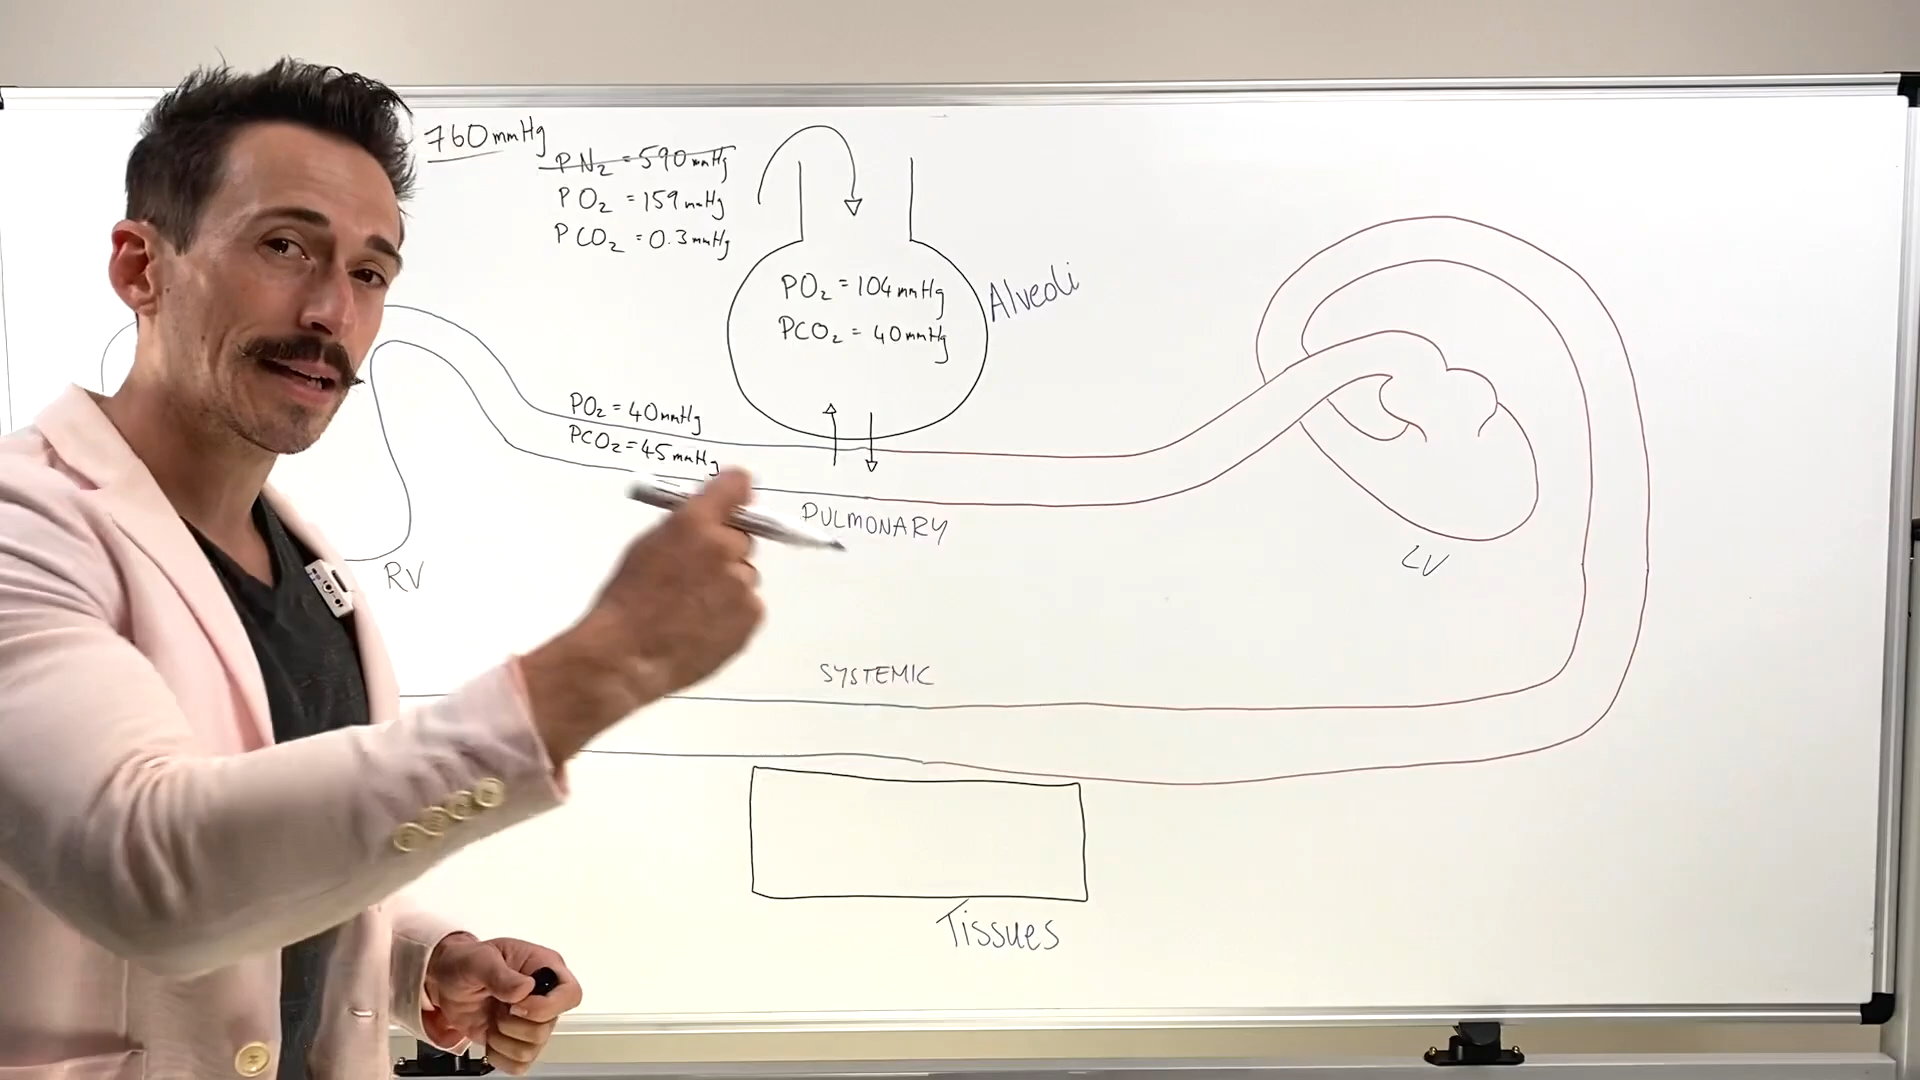 760mmHg
PN₂ = 590mmHg
PO₂ = 159mmHg
PCO₂ = 0.3mmHg
PO₂ = 104mmHg
PCO₂ = 40mmHg
Alveoli
PO₂ = 40mmHg
PCO₂ = 45mmHg
PULMONARY
RV
LV
SYSTEMIC
Tissues